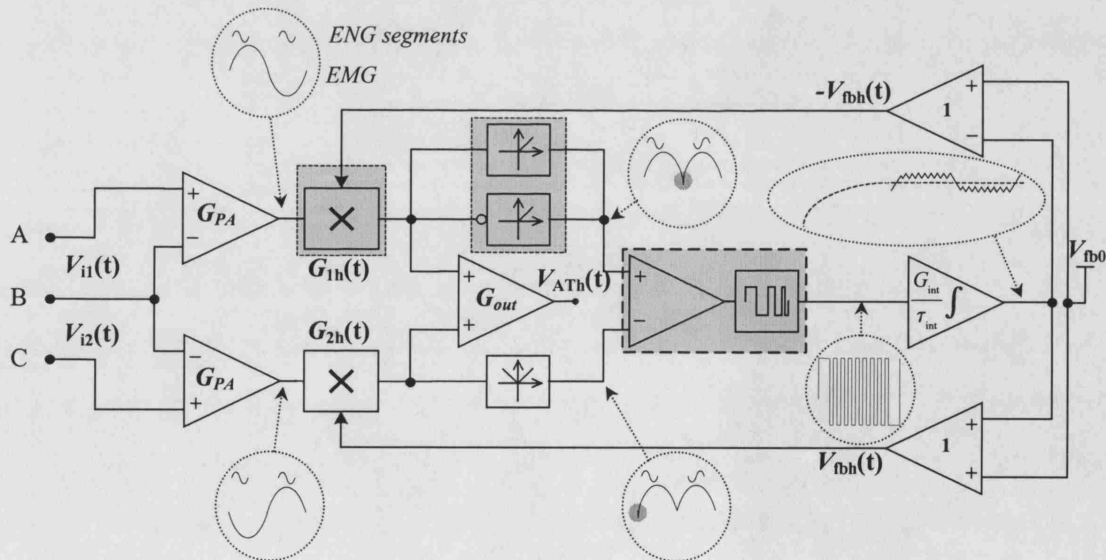 ENG segments
EMG
-V_fbh(t)
+
1
−
+
G_PA
−
G_1h(t)
A
V_i1(t)
B
V_i2(t)
C
+
G_out
+
V_ATh(t)
+
−
G_int
τ_int
∫
V_fb0
G_2h(t)
−
G_PA
+
V_fbh(t)
+
1
+